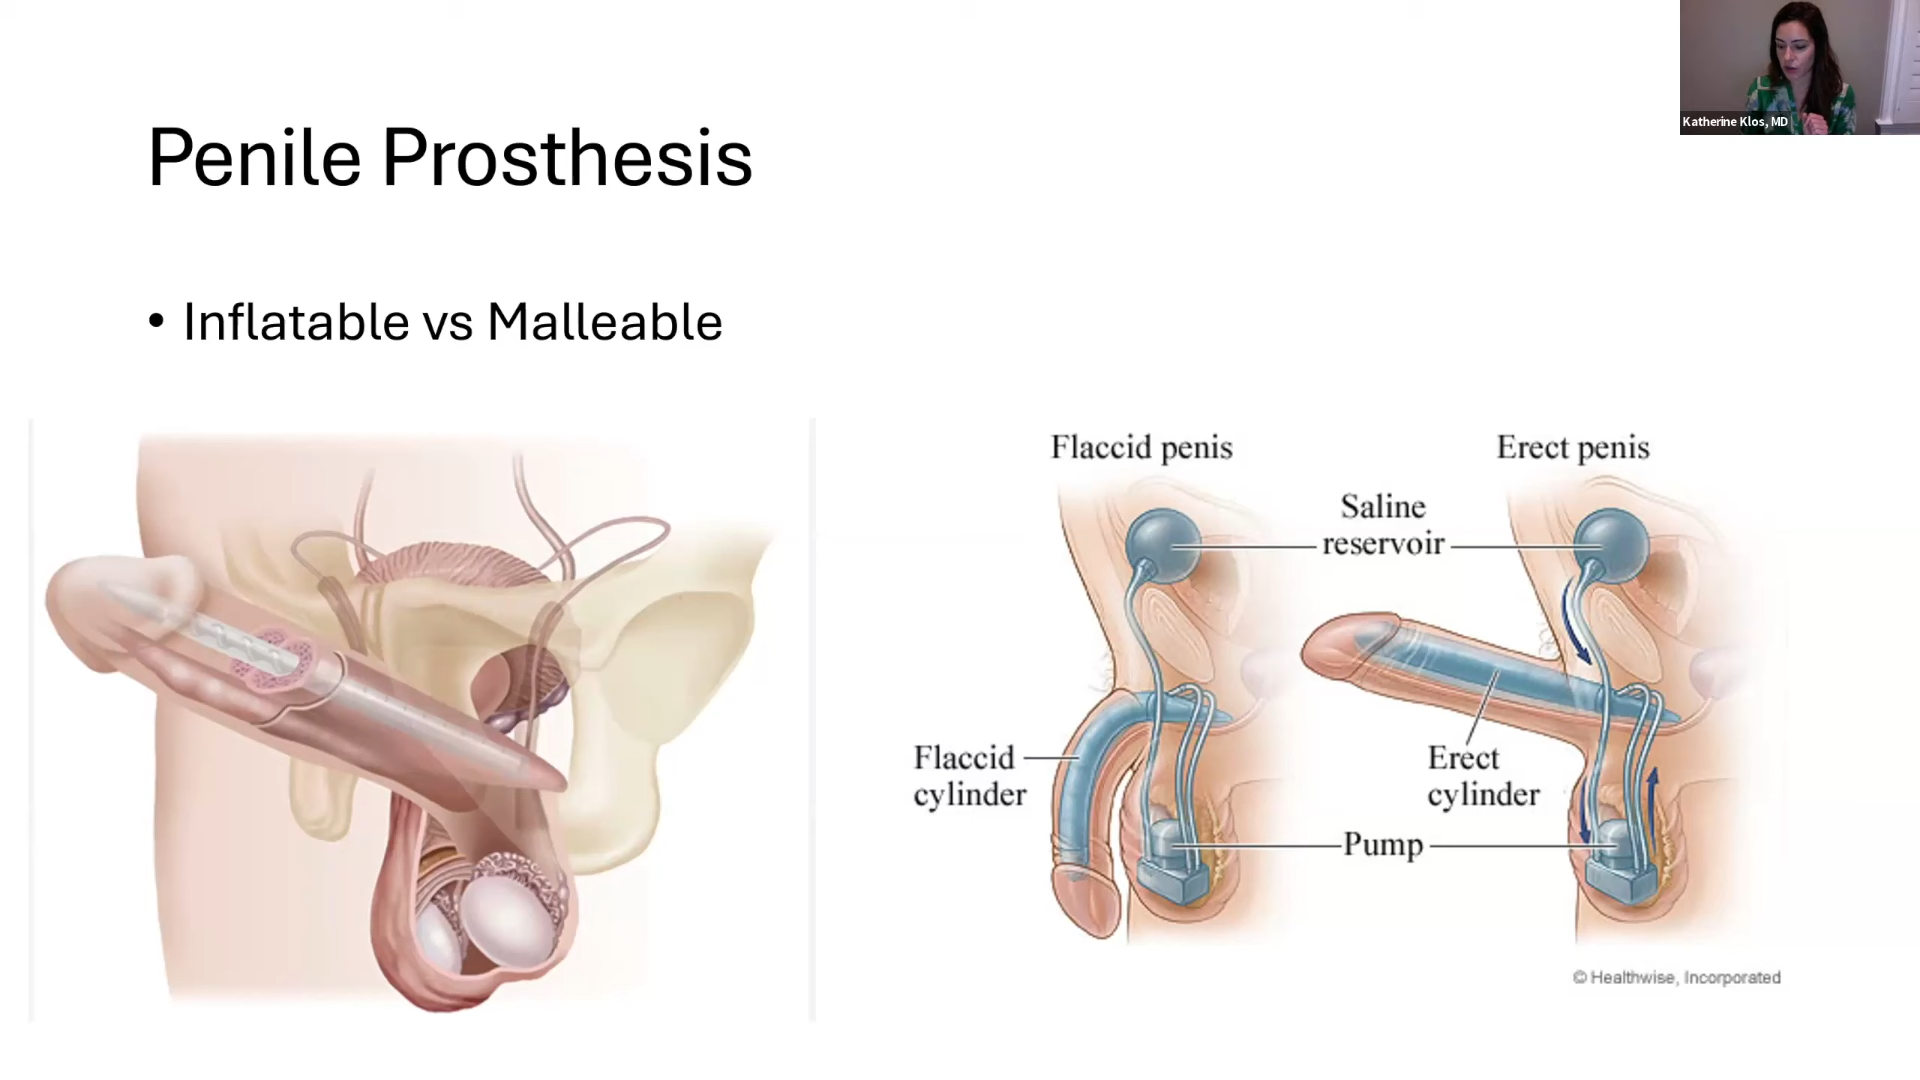 Katherine Klos, MD
Penile Prosthesis
• Inflatable vs Malleable
Flaccid penis
Erect penis
Saline
reservoir
Flaccid
cylinder
Erect
cylinder
Pump
© Healthwise, Incorporated